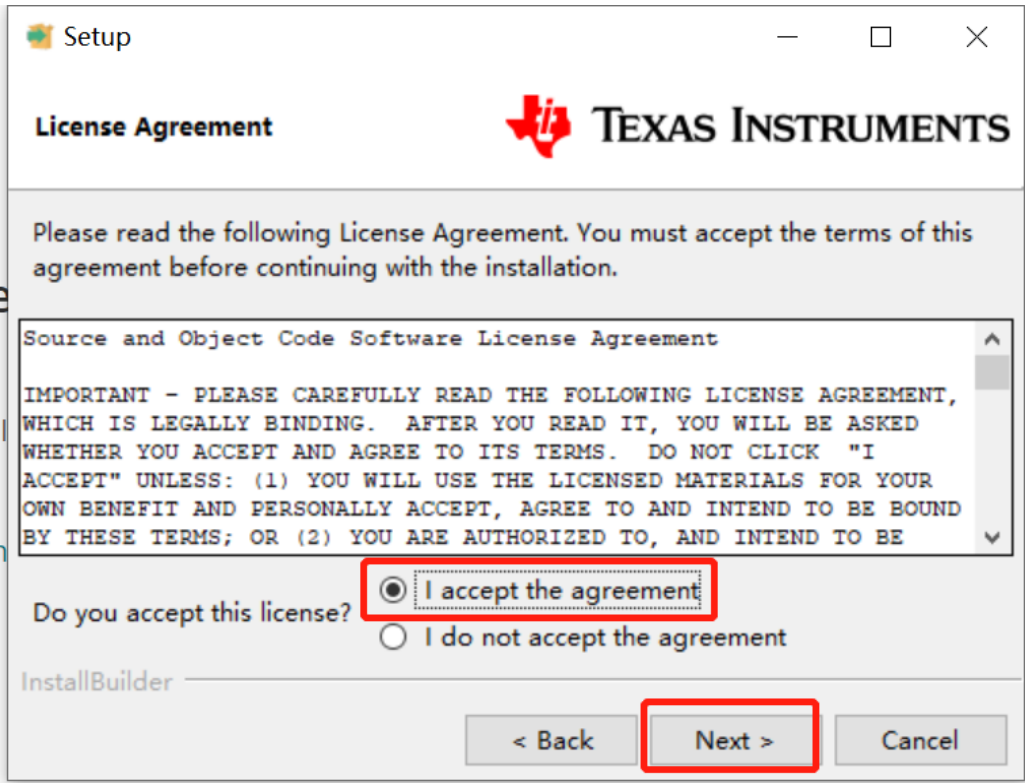 Setup
License Agreement
TEXAS INSTRUMENTS
Please read the following License Agreement. You must accept the terms of this
agreement before continuing with the installation.
Source and Object Code Software License Agreement
IMPORTANT - PLEASE CAREFULLY READ THE FOLLOWING LICENSE AGREEMENT,
WHICH IS LEGALLY BINDING.  AFTER YOU READ IT, YOU WILL BE ASKED
WHETHER YOU ACCEPT AND AGREE TO ITS TERMS.  DO NOT CLICK  "I
ACCEPT" UNLESS: (1) YOU WILL USE THE LICENSED MATERIALS FOR YOUR
OWN BENEFIT AND PERSONALLY ACCEPT, AGREE TO AND INTEND TO BE BOUND
BY THESE TERMS; OR (2) YOU ARE AUTHORIZED TO, AND INTEND TO BE
Do you accept this license?
I accept the agreement
I do not accept the agreement
InstallBuilder
< Back
Next >
Cancel